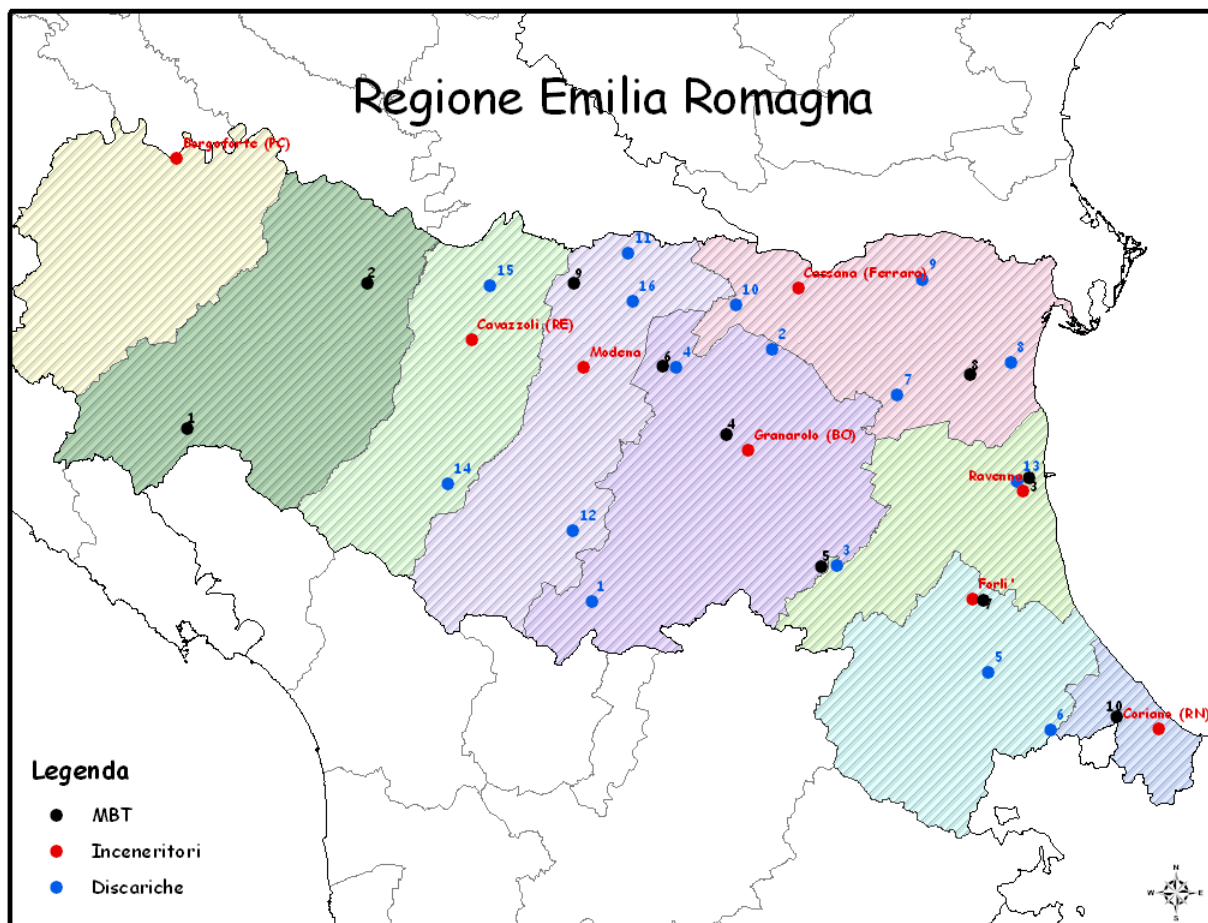 Regione Emilia Romagna
Borgoforte (PC)
11
2
9
15
Cassana (Ferrara)
9
16
10
Cavazzoli (RE)
2
Modena
6
4
8
8
7
1
4
Granarolo (BO)
14
13
Ravenna
3
12
5
3
1
Forli'
7
5
6
10
Coriano (RN)
Legenda
MBT
Inceneritori
Discariche
N
W
E
S